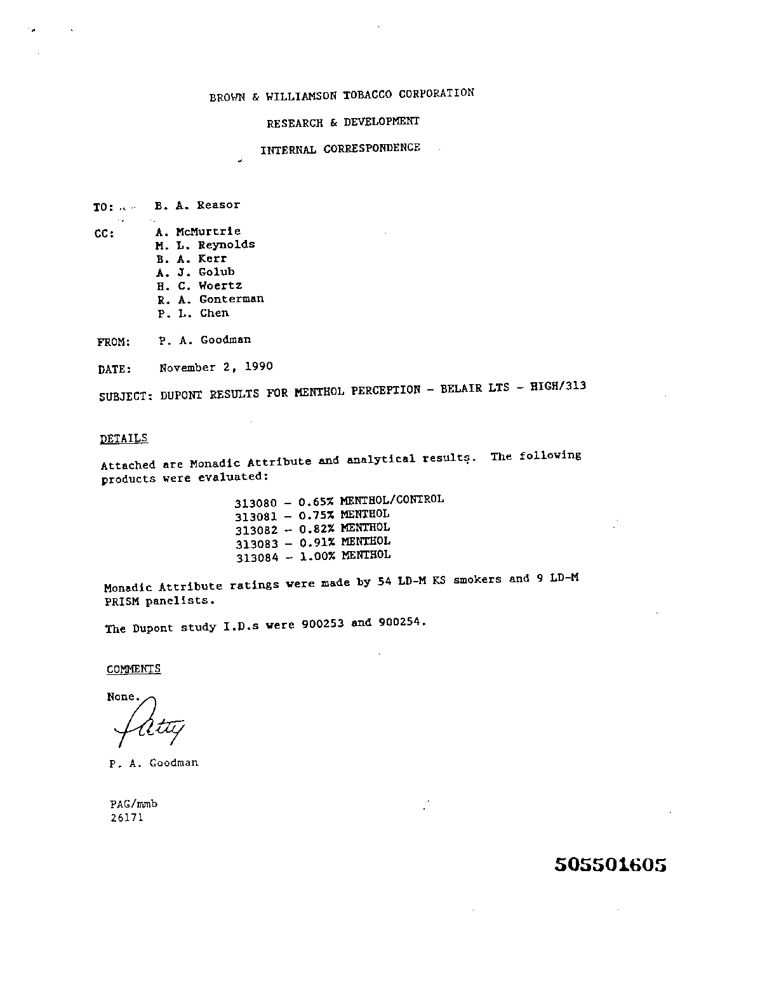 BROWN & WILLIAMSON TOBACCO CORPORATION
RESEARCH & DEVELOPMENT
INTERNAL CORRESPONDENCE
TO: B. A. Reasor
CC: A. McMurtrie
M. L. Reynolds
B. A. Kerr
A. J. Golub
H. C. Woertz
R. A. Gonterman
P. L. Chen
FROM: P. A. Goodman
DATE: November 2, 1990
SUBJECT: DUPONT RESULTS FOR MENTHOL PERCEPTION - BELAIR LTS - HIGH/313
DETAILS
Attached are Monadic Attribute and analytical results. The following
products were evaluated:
313080 - 0.65% MENTHOL/CONTROL
313081 - 0.75% MENTHOL
313082 - 0.82% MENTHOL
313083 - 0.91% MENTHOL
313084 - 1.00% MENTHOL
Monadic Attribute ratings were made by 54 LD-M KS smokers and 9 LD-M
PRISM panelists.
The Dupont study I.D.s were 900253 and 900254.
COMMENTS
None.
Patty
P. A. Goodman
PAG/mmb
26171
505501605